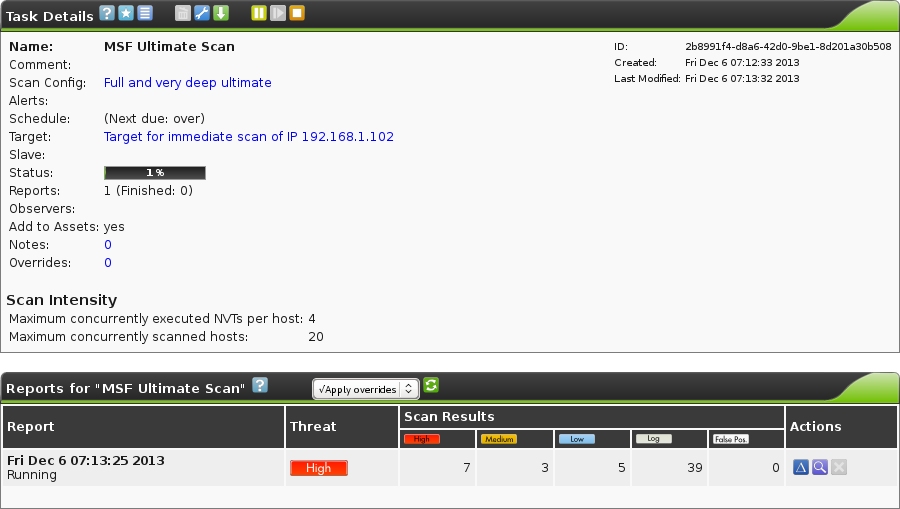 Task Details
Name: MSF Ultimate Scan
ID: 2b8991f4-d8a6-42d0-9be1-8d201a30b508
Comment:
Created: Fri Dec 6 07:12:33 2013
Scan Config: Full and very deep ultimate
Last Modified: Fri Dec 6 07:13:32 2013
Alerts:
Schedule: (Next due: over)
Target: Target for immediate scan of IP 192.168.1.102
Slave:
Status: 1%
Reports: 1 (Finished: 0)
Observers:
Add to Assets: yes
Notes: 0
Overrides: 0
Scan Intensity
Maximum concurrently executed NVTs per host: 4
Maximum concurrently scanned hosts: 20
Reports for "MSF Ultimate Scan" √Apply overrides
Report Threat Scan Results Actions
High Medium Low Log False Pos.
Fri Dec 6 07:13:25 2013
Running High 7 3 5 39 0